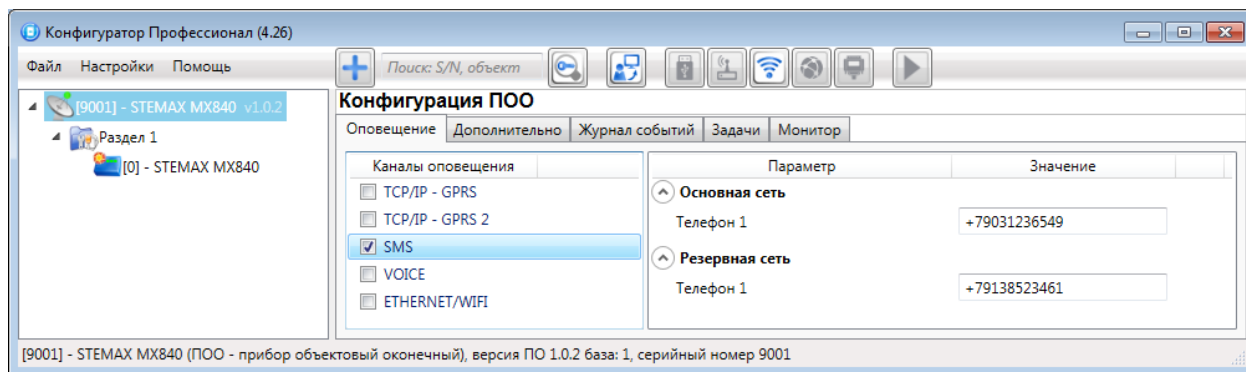 Конфигуратор Профессионал (4.26)
Файл Настройки Помощь
Поиск: S/N, объект
[9001] - STEMAX MX840 v1.0.2
Раздел 1
[0] - STEMAX MX840
Конфигурация ПОО
Оповещение Дополнительно Журнал событий Задачи Монитор
Каналы оповещения
TCP/IP - GPRS
TCP/IP - GPRS 2
SMS
VOICE
ETHERNET/WIFI
Параметр Значение
Основная сеть
Телефон 1 +79031236549
Резервная сеть
Телефон 1 +79138523461
[9001] - STEMAX MX840 (ПОО - прибор объектовый оконечный), версия ПО 1.0.2 база: 1, серийный номер 9001